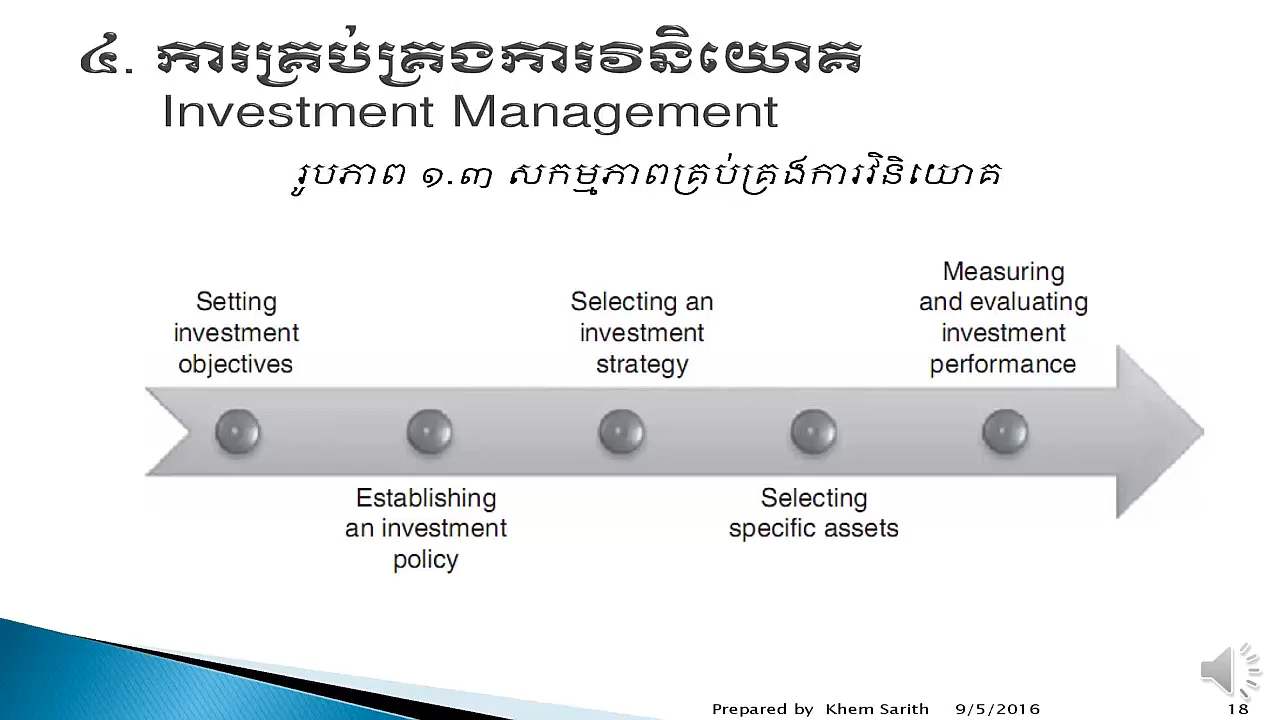 ៤. ការគ្រប់គ្រងការវិនិយោគ
Investment Management
រូបភាព ១.៣ សកម្មភាពគ្រប់គ្រងការវិនិយោគ
Setting
investment
objectives
Establishing
an investment
policy
Selecting an
investment
strategy
Selecting
specific assets
Measuring
and evaluating
investment
performance
Prepared by Khem Sarith 9/5/2016 18